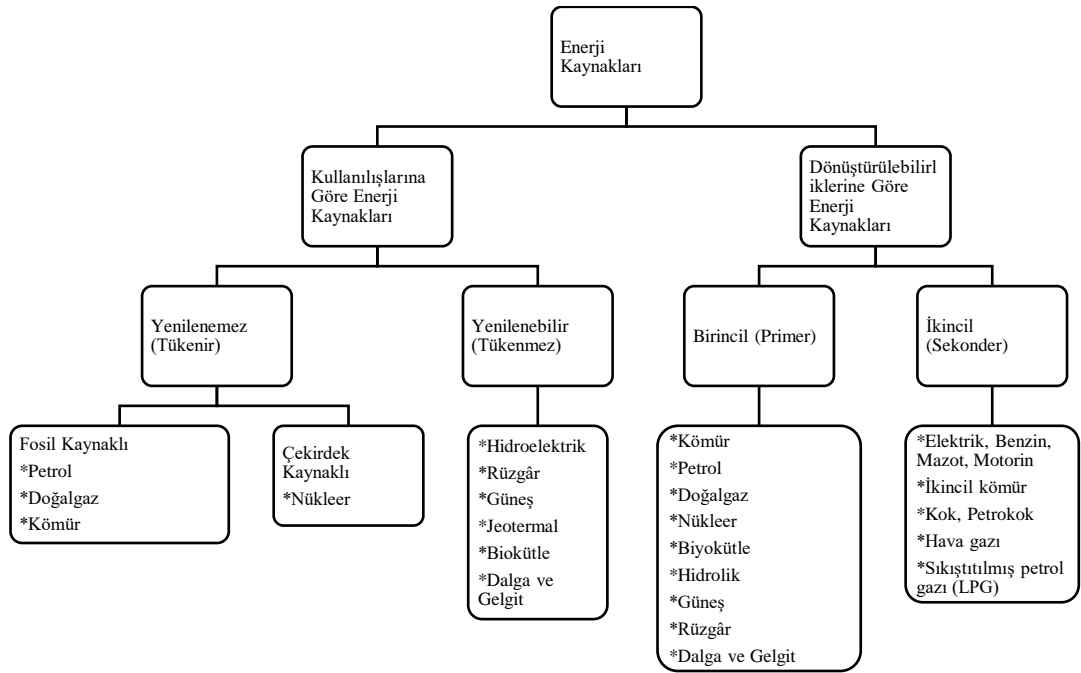 Enerji
Kaynakları
Kullanılışlarına
Göre Enerji
Kaynakları
Dönüştürülebilirl
iklerine Göre
Enerji
Kaynakları
Yenilenemez
(Tükenir)
Yenilenebilir
(Tükenmez)
Birincil (Primer)
İkincil
(Sekonder)
Fosil Kaynaklı
*Petrol
*Doğalgaz
*Kömür
Çekirdek
Kaynaklı
*Nükleer
*Hidroelektrik
*Rüzgâr
*Güneş
*Jeotermal
*Biokütle
*Dalga ve
Gelgit
*Kömür
*Petrol
*Doğalgaz
*Nükleer
*Biyokütle
*Hidrolik
*Güneş
*Rüzgâr
*Dalga ve Gelgit
*Elektrik, Benzin,
Mazot, Motorin
*İkincil kömür
*Kok, Petrokok
*Hava gazı
*Sıkıştıtılmış petrol
gazı (LPG)